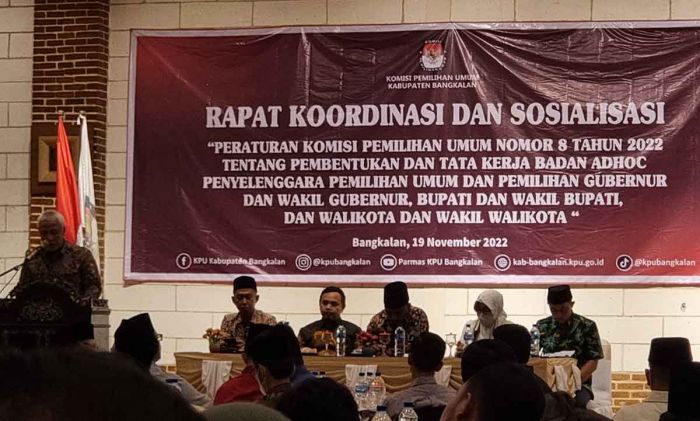 KOMISI PEMILIHAN UMUM
KABUPATEN BANGKALAN
RAPAT KOORDINASI DAN SOSIALISASI
"PERATURAN KOMISI PEMILIHAN UMUM NOMOR 8 TAHUN 2022
TENTANG PEMBENTUKAN DAN TATA KERJA BADAN ADHOC
PENYELENGGARA PEMILIHAN UMUM DAN PEMILIHAN GUBERNUR
DAN WAKIL GUBERNUR, BUPATI DAN WAKIL BUPATI,
DAN WALIKOTA DAN WAKIL WALIKOTA "
Bangkalan, 19 November 2022
KPU Kabupaten Bangkalan @kpubangkalan Parmas KPU Bangkalan kab-bangkalan.kpu.go.id @kpubangkalan